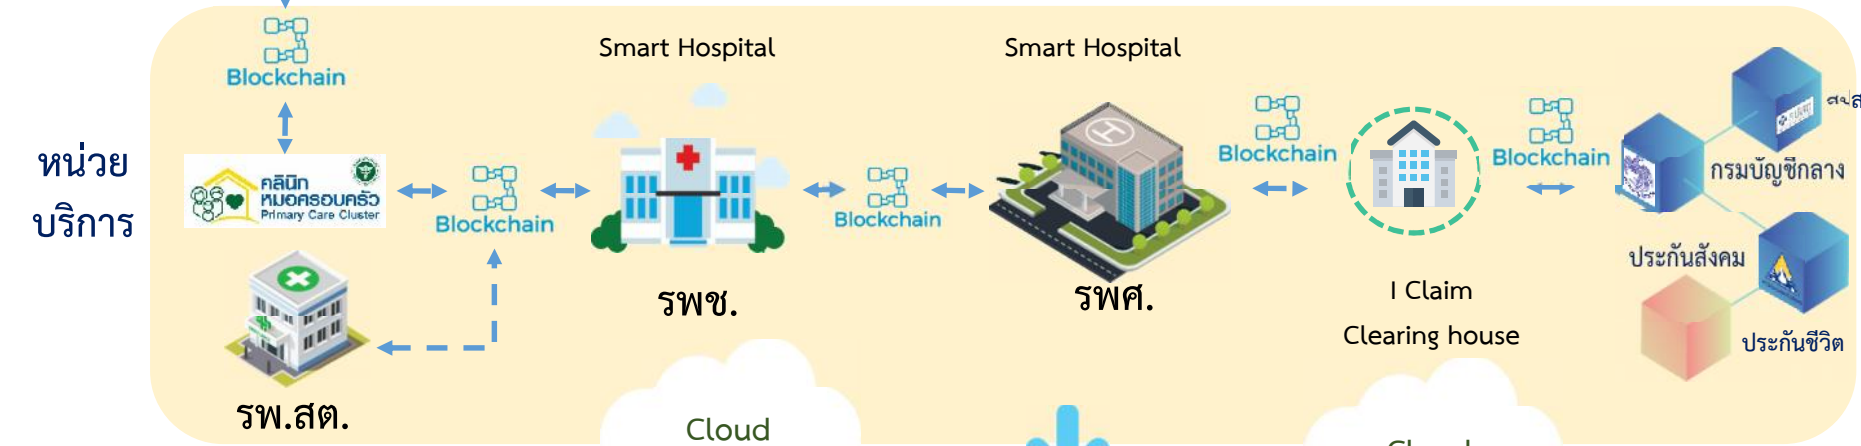 หน่วย
บริการ
Blockchain
Smart Hospital
Smart Hospital
คลินิก
หมอครอบครัว
Primary Care Cluster
Blockchain
Blockchain
Blockchain
Blockchain
กรมบัญชีกลาง
ประกันสังคม
ประกันชีวิต
รพ.สต.
รพช.
รพศ.
I Claim
Clearing house
Cloud